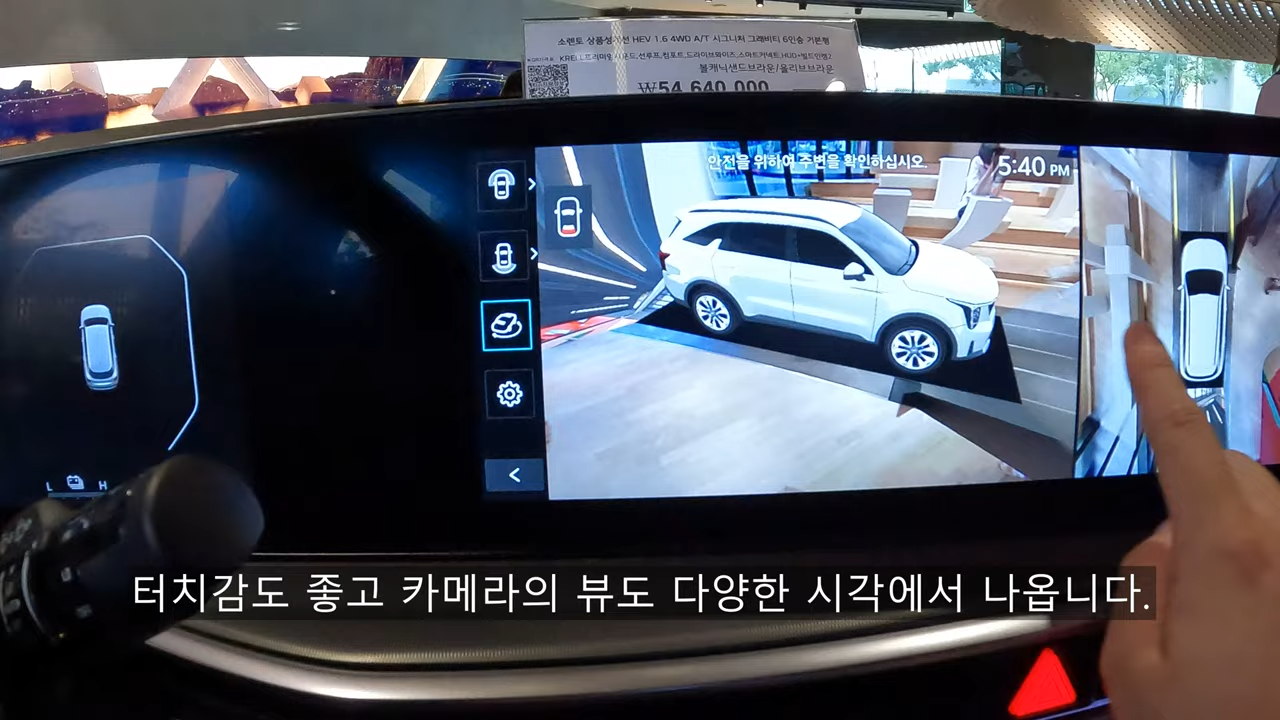 소렌토 상품성개선 HEV 1.6 4WD A/T 시그니처 그래비티 6인승 기본형
볼캐닉샌드브라운/올리브브라운
₩54,640,000
안전을 위하여 주변을 확인하십시오.
5:40 PM
L H
터치감도 좋고 카메라의 뷰도 다양한 시각에서 나옵니다.